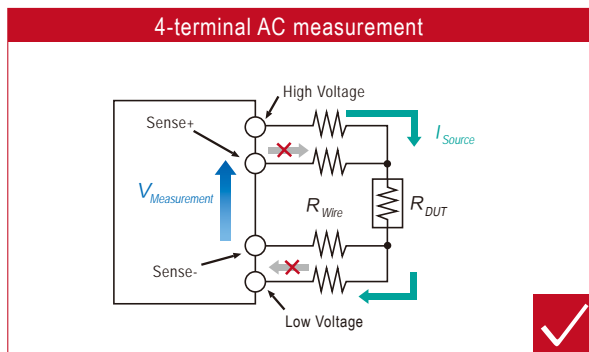 4-terminal AC measurement
High Voltage
Sense+
I Source
V Measurement
R Wire
R DUT
Sense-
Low Voltage